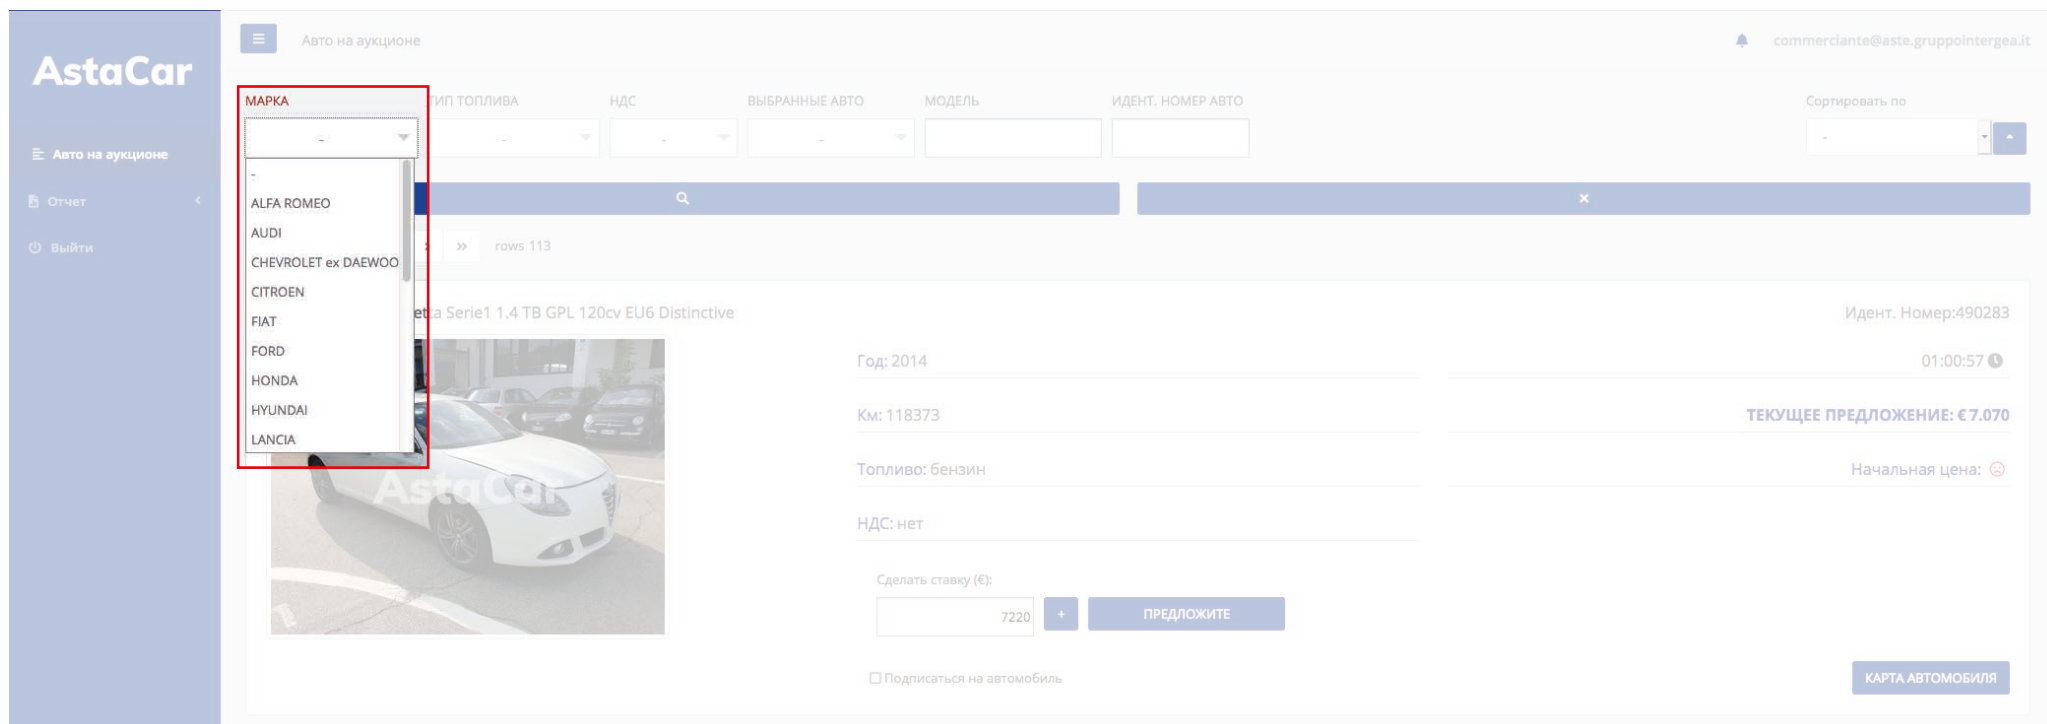 AstaCar
Авто на аукционе
commerciante@aste.gruppointergea.it
МАРКА
ТИП ТОПЛИВА
НДС
ВЫБРАННЫЕ АВТО
МОДЕЛЬ
ИДЕНТ. НОМЕР АВТО
Сортировать по
-
-
-
-
-
Авто на аукционе
Отчет
Выйти
-
ALFA ROMEO
AUDI
CHEVROLET ex DAEWOO
CITROEN
FIAT
FORD
HONDA
HYUNDAI
LANCIA
» rows 113
etta Serie1 1.4 TB GPL 120cv EU6 Distinctive
Идент. Номер:490283
Год: 2014
01:00:57
Км: 118373
ТЕКУЩЕЕ ПРЕДЛОЖЕНИЕ: € 7.070
Топливо: бензин
Начальная цена:
НДС: нет
AstaCar
Сделать ставку (€):
7220
+
ПРЕДЛОЖИТЕ
Подписаться на автомобиль
КАРТА АВТОМОБИЛЯ